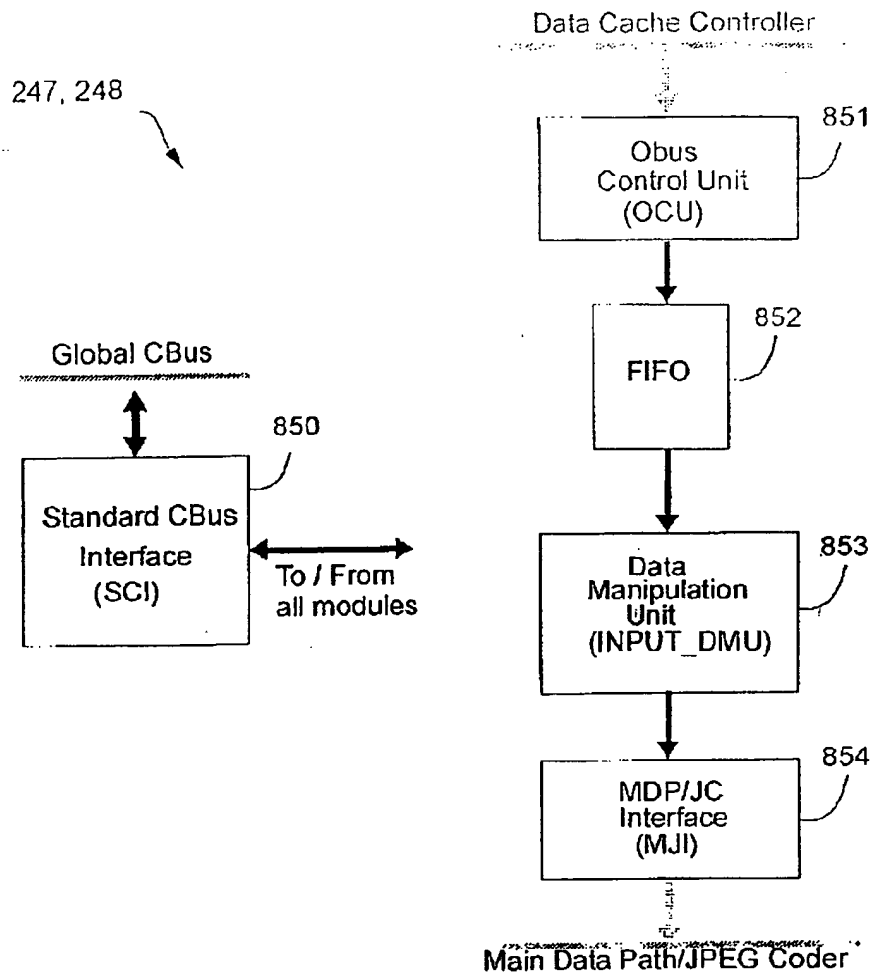 Data Cache Controller
247, 248
851
Obus
Control Unit
(OCU)
852
FIFO
Global CBus
850
Standard CBus
Interface
(SCI)
To / From
all modules
853
Data
Manipulation
Unit
(INPUT_DMU)
854
MDP/JC
Interface
(MJI)
Main Data Path/JPEG Coder